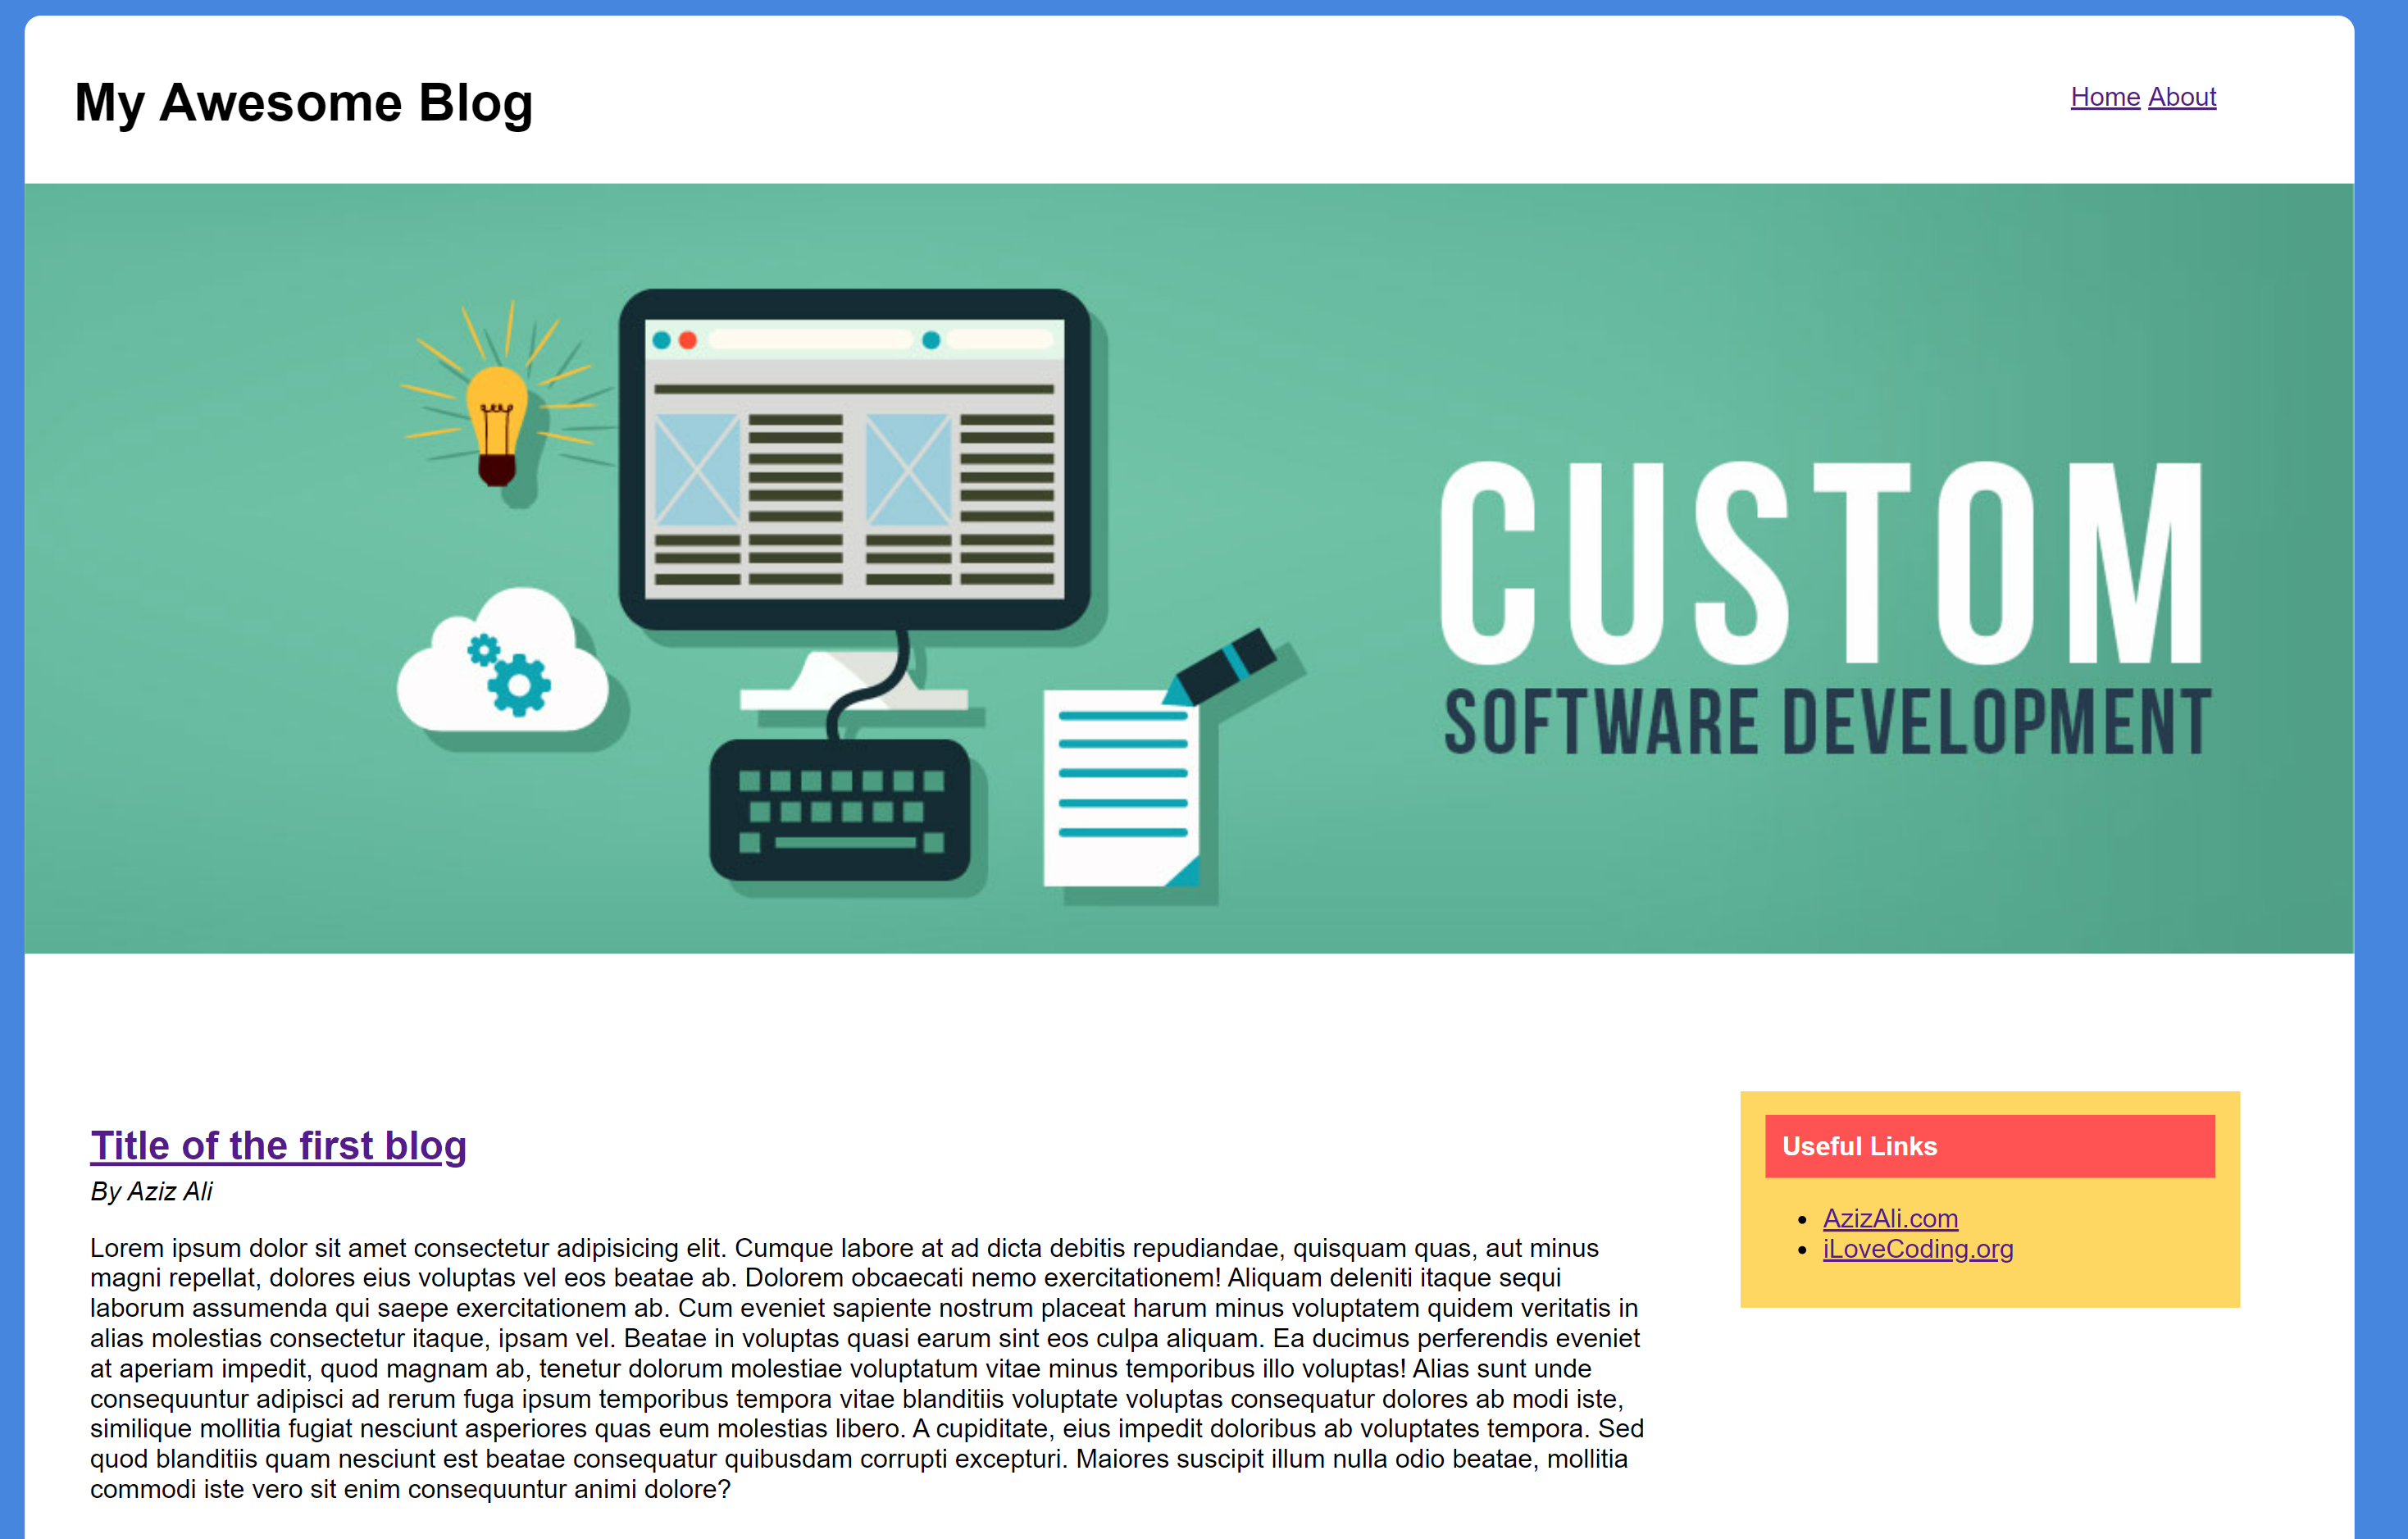 My Awesome Blog
Home About
CUSTOM
SOFTWARE DEVELOPMENT
Title of the first blog
By Aziz Ali
Lorem ipsum dolor sit amet consectetur adipisicing elit. Cumque labore at ad dicta debitis repudiandae, quisquam quas, aut minus
magni repellat, dolores eius voluptas vel eos beatae ab. Dolorem obcaecati nemo exercitationem! Aliquam deleniti itaque sequi
laborum assumenda qui saepe exercitationem ab. Cum eveniet sapiente nostrum placeat harum minus voluptatem quidem veritatis in
alias molestias consectetur itaque, ipsam vel. Beatae in voluptas quasi earum sint eos culpa aliquam. Ea ducimus perferendis eveniet
at aperiam impedit, quod magnam ab, tenetur dolorum molestiae voluptatum vitae minus temporibus illo voluptas! Alias sunt unde
consequuntur adipisci ad rerum fuga ipsum temporibus tempora vitae blanditiis voluptate voluptas consequatur dolores ab modi iste,
similique mollitia fugiat nesciunt asperiores quas eum molestias libero. A cupiditate, eius impedit doloribus ab voluptates tempora. Sed
quod blanditiis quam nesciunt est beatae consequatur quibusdam corrupti excepturi. Maiores suscipit illum nulla odio beatae, mollitia
commodi iste vero sit enim consequuntur animi dolore?
Useful Links
AzizAli.com
iLoveCoding.org